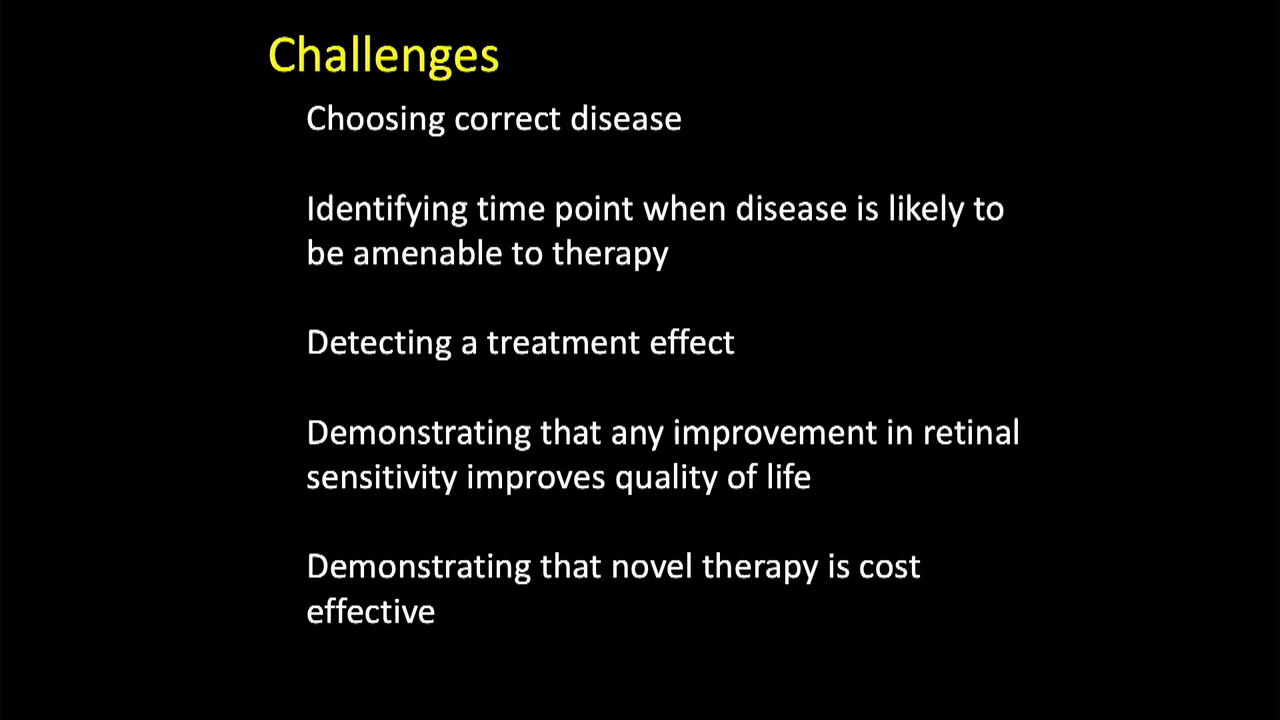 Challenges
Choosing correct disease
Identifying time point when disease is likely to
be amenable to therapy
Detecting a treatment effect
Demonstrating that any improvement in retinal
sensitivity improves quality of life
Demonstrating that novel therapy is cost
effective